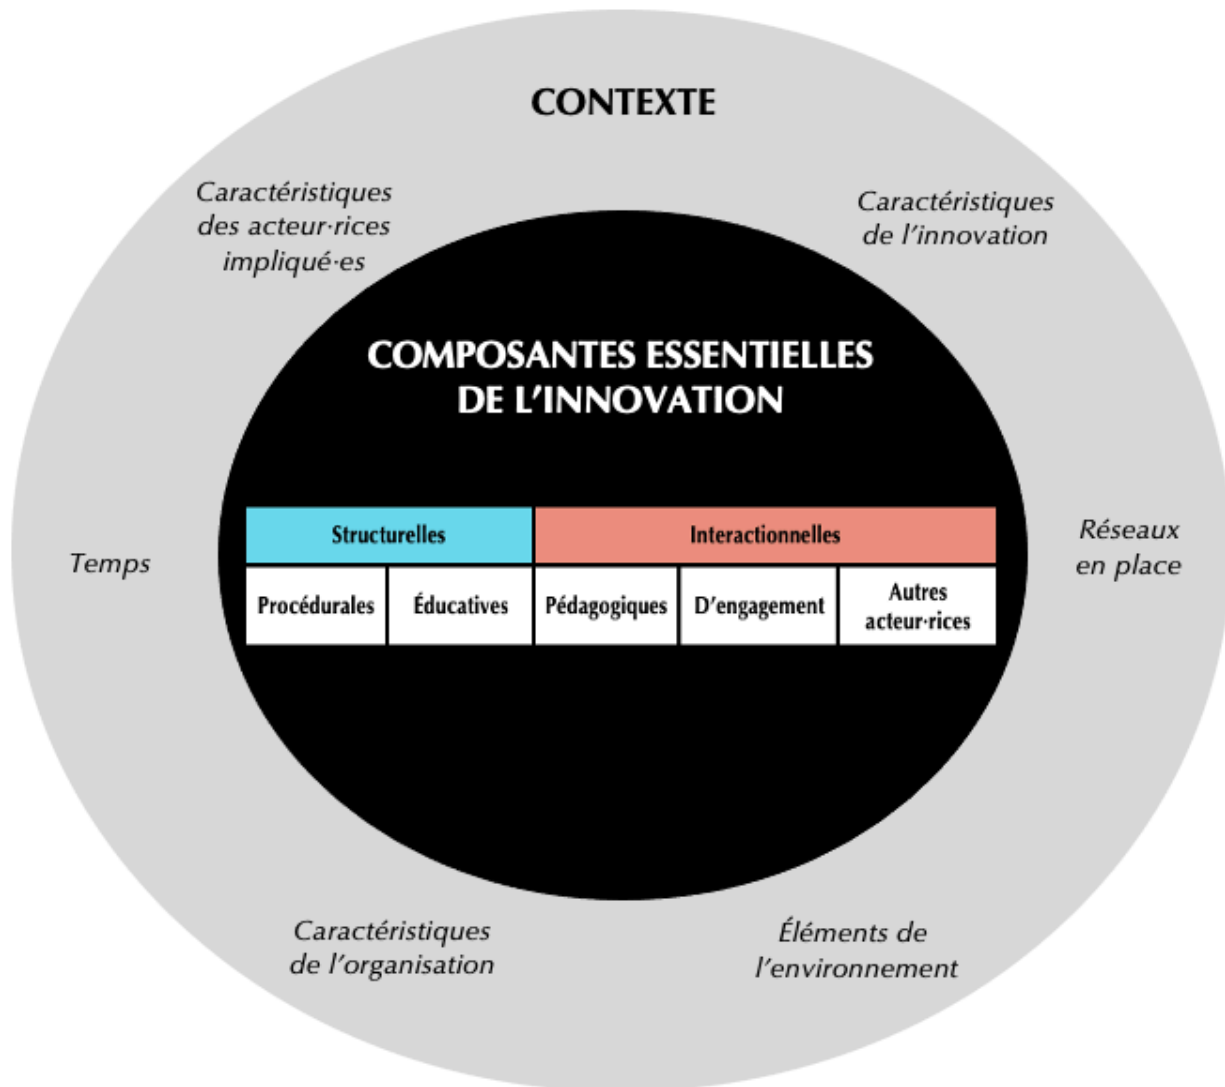 CONTEXTE
Caractéristiques
des acteur·rices
impliqué·es
Caractéristiques
de l'innovation
COMPOSANTES ESSENTIELLES
DE L'INNOVATION
Structurelles
Interactionnelles
Procédurales
Éducatives
Pédagogiques
D'engagement
Autres
acteur·rices
Temps
Réseaux
en place
Caractéristiques
de l'organisation
Éléments de
l'environnement